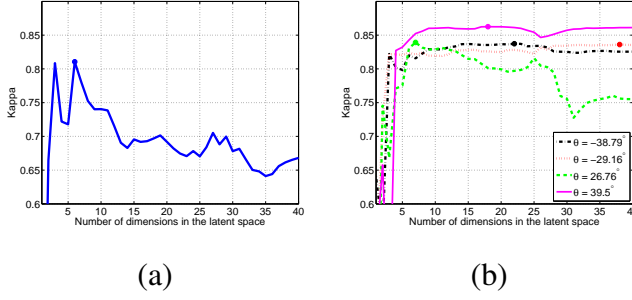 0.85
0.8
0.75
0.7
0.65
0.6
Kappa
5 10 15 20 25 30 35 40
Number of dimensions in the latent space
(a)
0.85
0.8
0.75
0.7
0.65
0.6
Kappa
θ = −38.79°
θ = −29.16°
θ = 26.76°
θ = 39.5°
5 10 15 20 25 30 35 40
Number of dimensions in the latent space
(b)